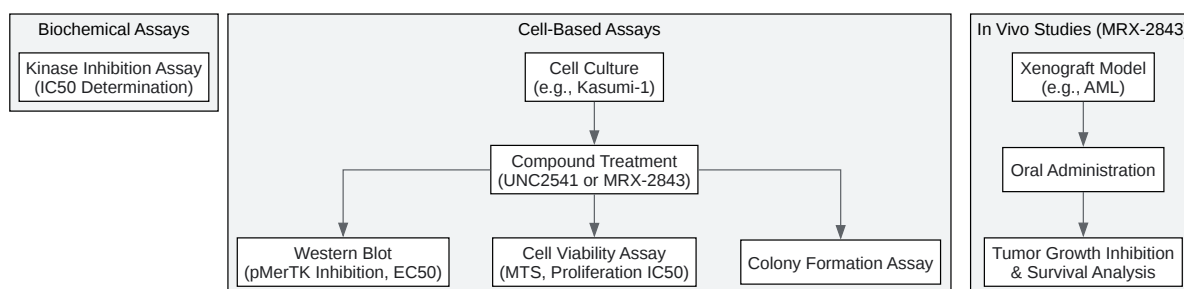 Biochemical Assays
Kinase Inhibition Assay
(IC50 Determination)
Cell-Based Assays
Cell Culture
(e.g., Kasumi-1)
Compound Treatment
(UNC2541 or MRX-2843)
Western Blot
(pMerTK Inhibition, EC50)
Cell Viability Assay
(MTS, Proliferation IC50)
Colony Formation Assay
In Vivo Studies (MRX-2843)
Xenograft Model
(e.g., AML)
Oral Administration
Tumor Growth Inhibition
& Survival Analysis